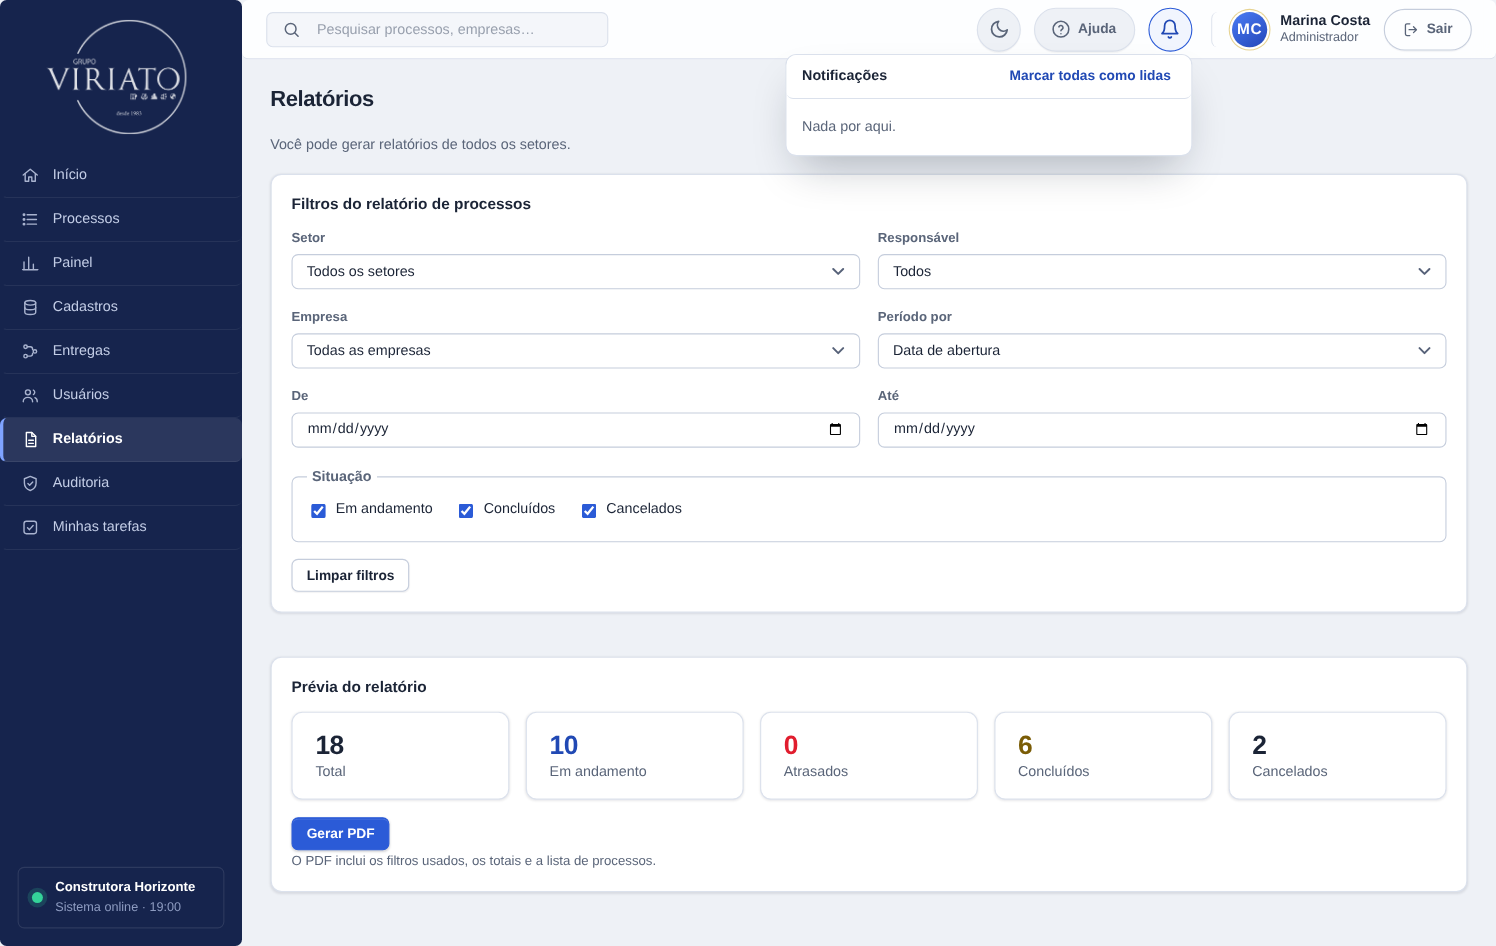 GRUPO
VIRIATO
desde 1983
Início
Processos
Painel
Cadastros
Entregas
Usuários
Relatórios
Auditoria
Minhas tarefas
Construtora Horizonte
Sistema online · 19:00
Pesquisar processos, empresas…
Ajuda
MC
Marina Costa
Administrador
Sair
Notificações
Marcar todas como lidas
Nada por aqui.
Relatórios
Você pode gerar relatórios de todos os setores.
Filtros do relatório de processos
Setor
Todos os setores
Responsável
Todos
Empresa
Todas as empresas
Período por
Data de abertura
De
mm/dd/yyyy
Até
mm/dd/yyyy
Situação
Em andamento
Concluídos
Cancelados
Limpar filtros
Prévia do relatório
18
Total
10
Em andamento
0
Atrasados
6
Concluídos
2
Cancelados
Gerar PDF
O PDF inclui os filtros usados, os totais e a lista de processos.